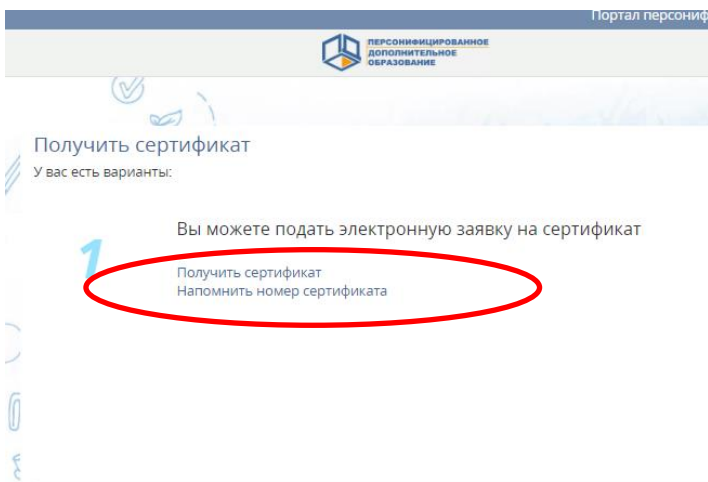 Портал персониф
ПЕРСОНИФИЦИРОВАННОЕ
ДОПОЛНИТЕЛЬНОЕ
ОБРАЗОВАНИЕ
Получить сертификат
У вас есть варианты:
1
Вы можете подать электронную заявку на сертификат
Получить сертификат
Напомнить номер сертификата